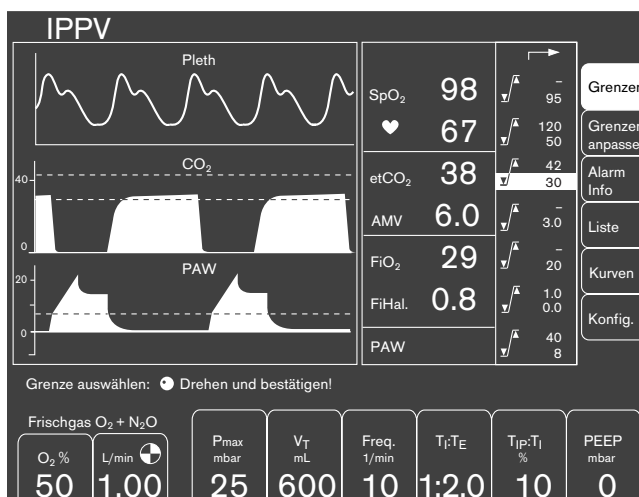 IPPV
Pleth
CO₂
40
0
PAW
20
0
SpO₂ 98 – 95
67 120 50
etCO₂ 38 42 30
AMV 6.0 – 3.0
FiO₂ 29 – 20
FiHal. 0.8 1.0 0.0
PAW 40 8
Grenzen
Grenzen
anpasse
Alarm
Info
Liste
Kurven
Konfig.
Grenze auswählen: Drehen und bestätigen!
Frischgas O₂ + N₂O
O₂ % 50
L/min 1.00
Pmax mbar 25
VT mL 600
Freq. 1/min 10
TI:TE 1:2.0
TIP:TI % 10
PEEP mbar 0